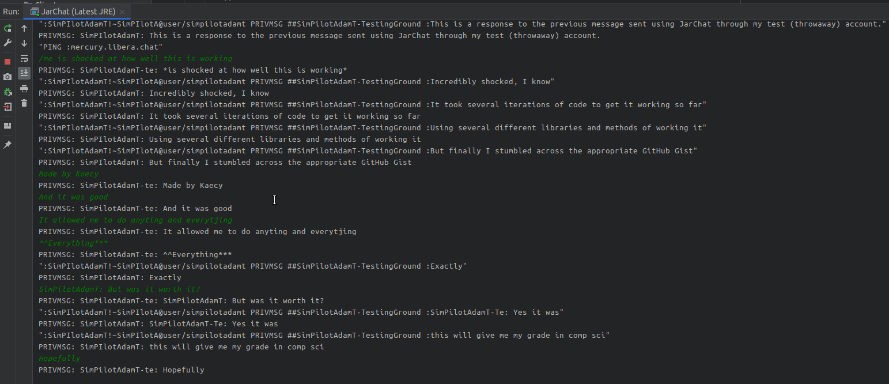 Run: JarChat (Latest JRE) ×
":SimPIlotAdamT!~SimPIlotA@user/simpilotadamt PRIVMSG ##SimPilotAdamT-TestingGround :This is a response to the previous message sent using JarChat through my test (throwaway) account."
PRIVMSG: SimPIlotAdamT: This is a response to the previous message sent using JarChat through my test (throwaway) account.
"PING :mercury.libera.chat"
/me is shocked at how well this is working
PRIVMSG: SimPilotAdamT-te: *is shocked at how well this is working*
":SimPIlotAdamT!~SimPIlotA@user/simpilotadamt PRIVMSG ##SimPilotAdamT-TestingGround :Incredibly shocked, I know"
PRIVMSG: SimPIlotAdamT: Incredibly shocked, I know
":SimPIlotAdamT!~SimPIlotA@user/simpilotadamt PRIVMSG ##SimPilotAdamT-TestingGround :It took several iterations of code to get it working so far"
PRIVMSG: SimPIlotAdamT: It took several iterations of code to get it working so far
":SimPIlotAdamT!~SimPIlotA@user/simpilotadamt PRIVMSG ##SimPilotAdamT-TestingGround :Using several different libraries and methods of working it"
PRIVMSG: SimPIlotAdamT: Using several different libraries and methods of working it
":SimPIlotAdamT!~SimPIlotA@user/simpilotadamt PRIVMSG ##SimPilotAdamT-TestingGround :But finally I stumbled across the appropriate GitHub Gist"
PRIVMSG: SimPIlotAdamT: But finally I stumbled across the appropriate GitHub Gist
Made by Kaecy
PRIVMSG: SimPilotAdamT-te: Made by Kaecy
And it was good
PRIVMSG: SimPilotAdamT-te: And it was good
It allowed me to do anyting and everytjing
PRIVMSG: SimPilotAdamT-te: It allowed me to do anyting and everytjing
^^Everything***
PRIVMSG: SimPilotAdamT-te: ^^Everything***
":SimPIlotAdamT!~SimPIlotA@user/simpilotadamt PRIVMSG ##SimPilotAdamT-TestingGround :Exactly"
PRIVMSG: SimPIlotAdamT: Exactly
SimPilotAdamT: But was it worth it?
PRIVMSG: SimPilotAdamT-te: SimPilotAdamT: But was it worth it?
":SimPIlotAdamT!~SimPIlotA@user/simpilotadamt PRIVMSG ##SimPilotAdamT-TestingGround :SimPilotAdamT-Te: Yes it was"
PRIVMSG: SimPIlotAdamT: SimPilotAdamT-Te: Yes it was
":SimPIlotAdamT!~SimPIlotA@user/simpilotadamt PRIVMSG ##SimPilotAdamT-TestingGround :this will give me my grade in comp sci"
PRIVMSG: SimPIlotAdamT: this will give me my grade in comp sci
Hopefully
PRIVMSG: SimPilotAdamT-te: Hopefully